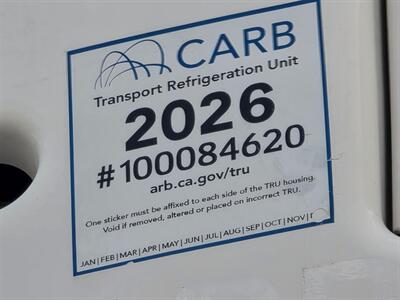 CARB
Transport Refrigeration Unit
2026
#100084620
arb.ca.gov/tru
One sticker must be affixed to each side of the TRU housing.
Void if removed, altered or placed on incorrect TRU.
JAN | FEB | MAR | APR | MAY | JUN | JUL | AUG | SEP | OCT | NOV |